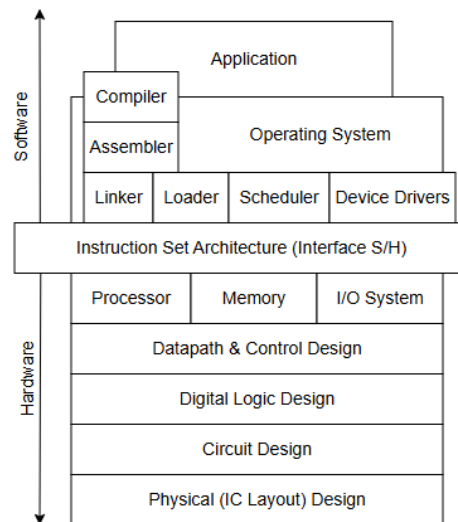 Application
Compiler
Operating System
Assembler
Linker Loader Scheduler Device Drivers
Instruction Set Architecture (Interface S/H)
Processor Memory I/O System
Datapath & Control Design
Digital Logic Design
Circuit Design
Physical (IC Layout) Design
Software
Hardware